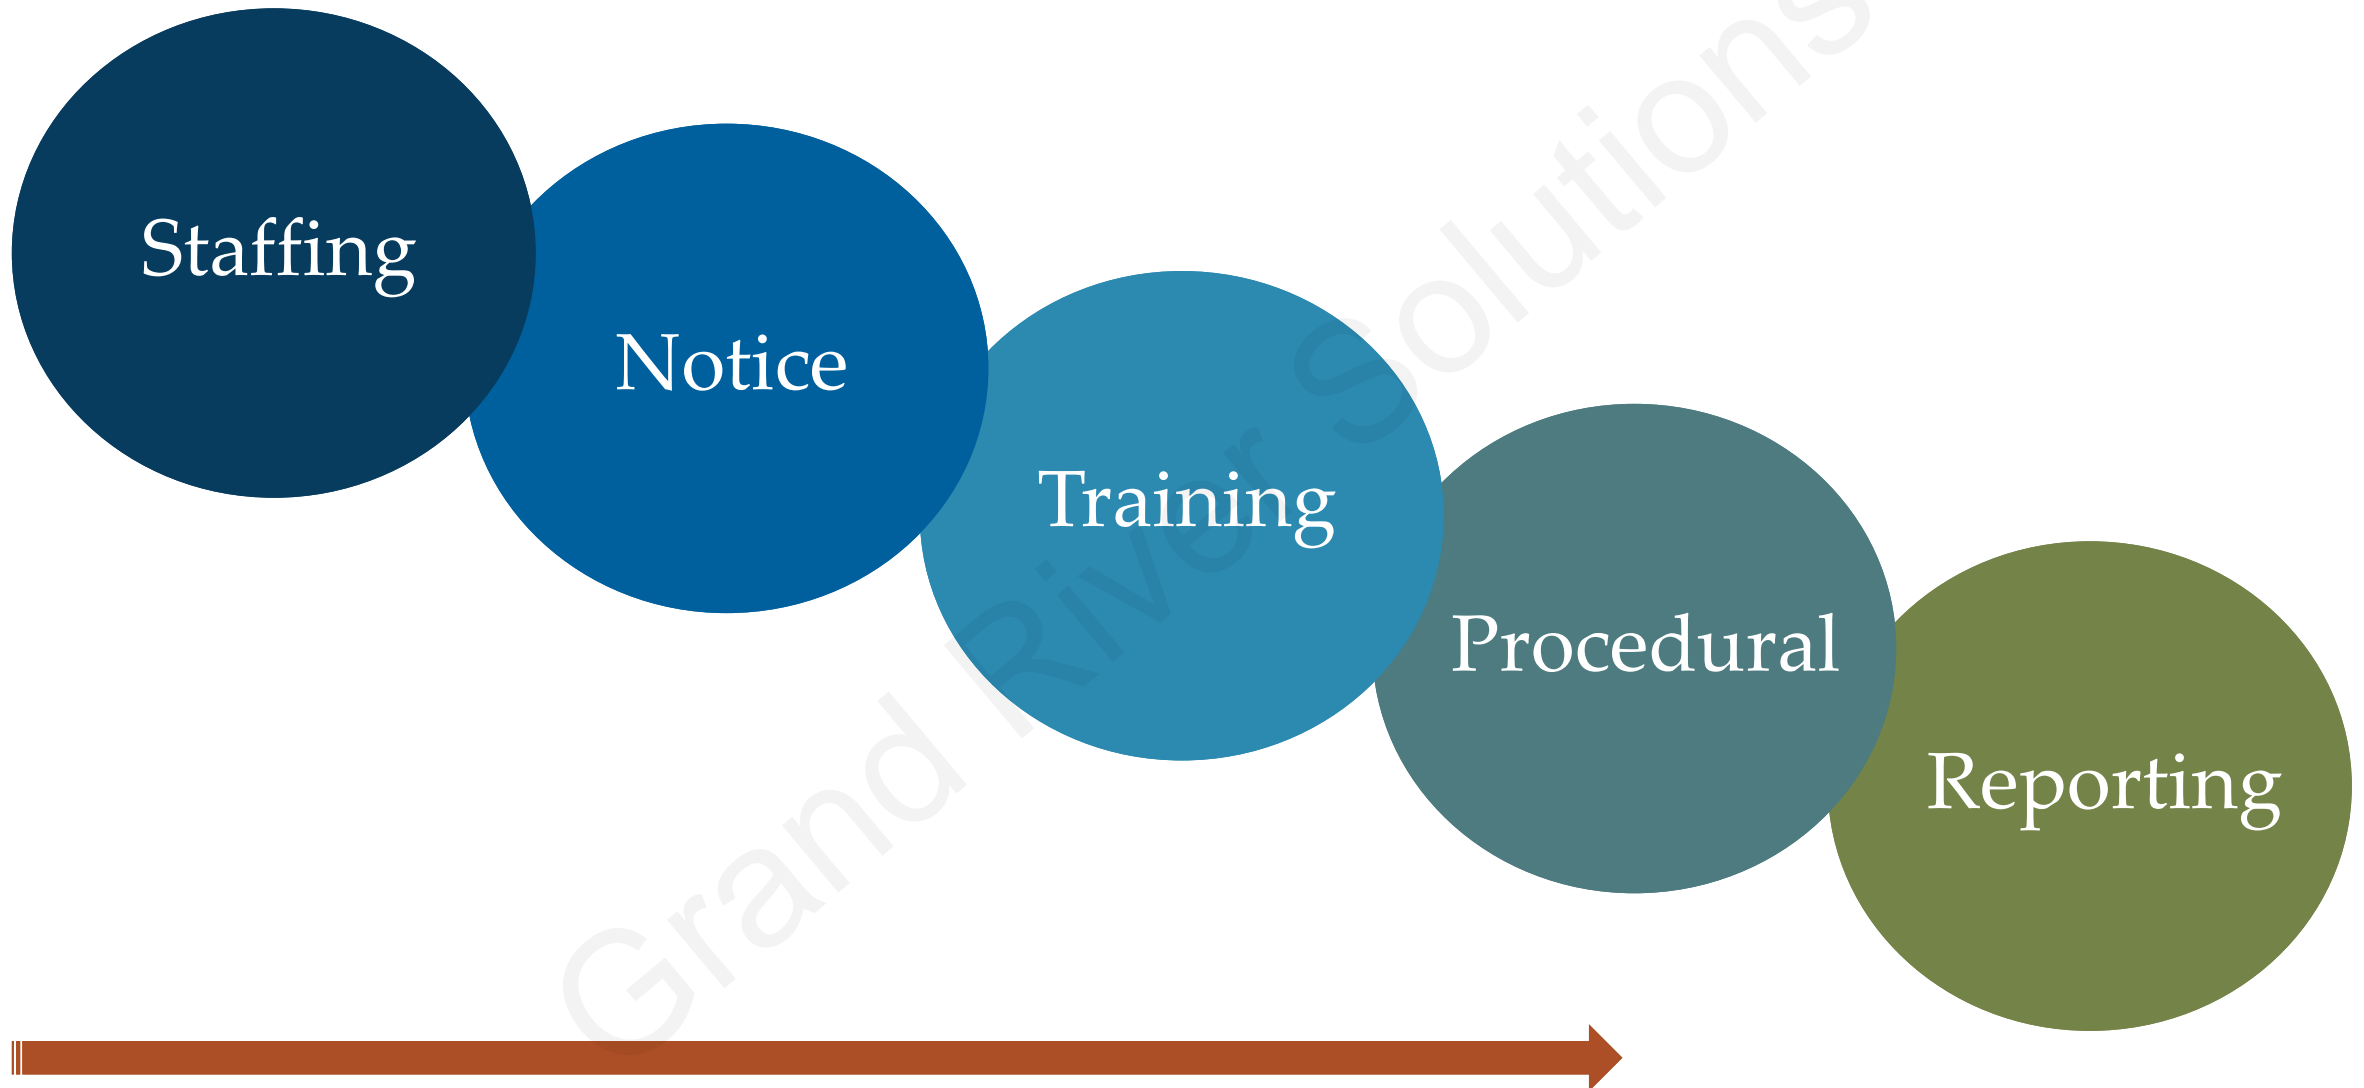 Staffing
Notice
Training
Procedural
Reporting
Grand River Solutions